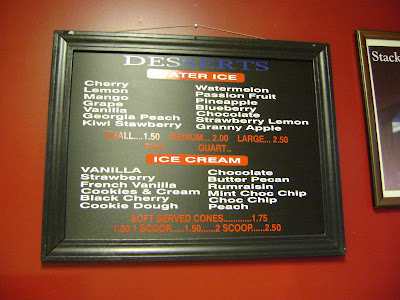 DESSERTS
WATER ICE
Cherry
Lemon
Mango
Grape
Vanilla
Georgia Peach
Kiwi Stawberry
Watermelon
Passion Fruit
Pineapple
Blueberry
Chocolate
Strawberry Lemon
Granny Apple
SMALL....1.50 MEDIUM... 2.00 LARGE... 2.50
QUART..
ICE CREAM
VANILLA
Strawberry
French Vanilla
Cookies & Cream
Black Cherry
Cookie Dough
Chocolate
Butter Pecan
Rumraisin
Mint Choc Chip
Choc Chip
Peach
SOFT SERVED CONES............1.75
1 SCOOP.....1.50......2 SCOOP.....2.50
Stack